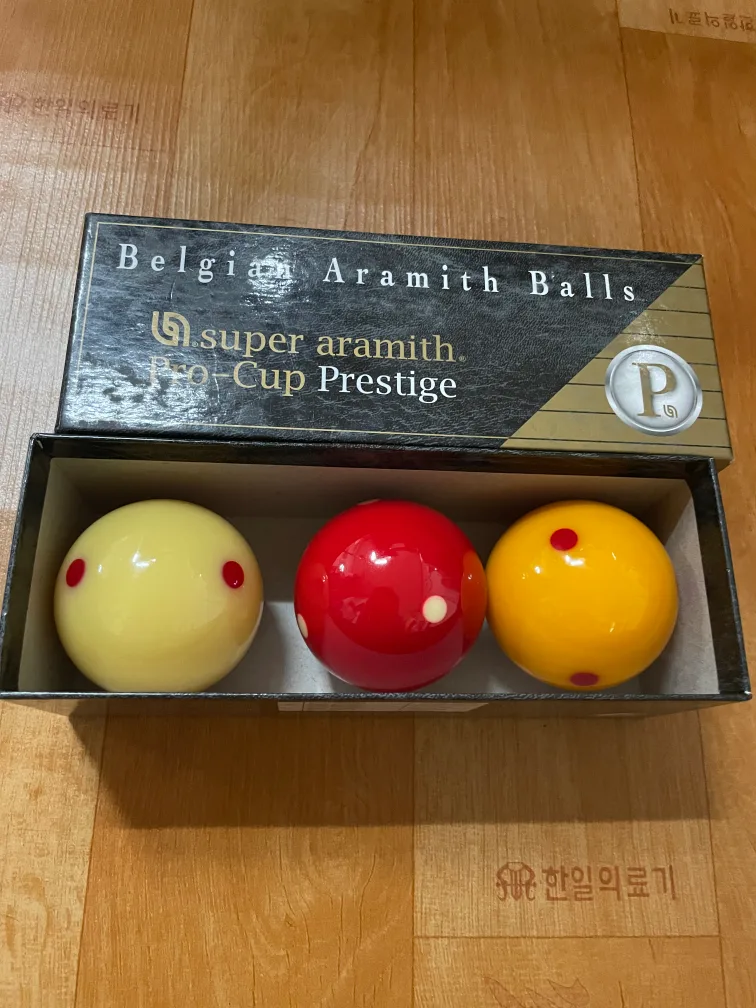 한일의료기
Belgian Aramith Balls
super aramith®
Pro-Cup Prestige
P
한일의료기